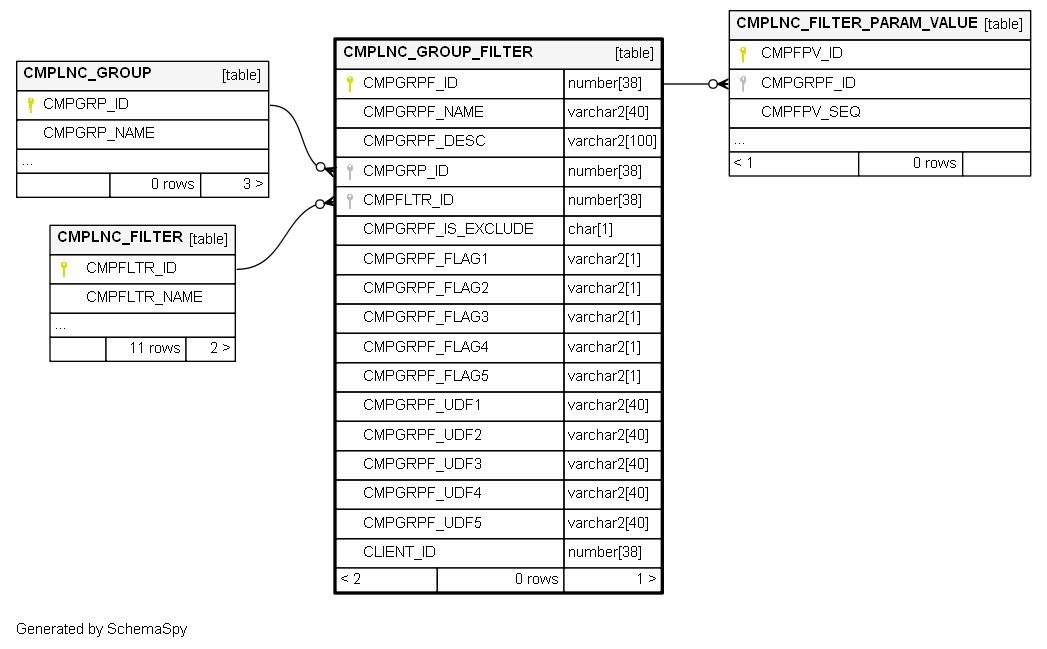 CMPLNC_GROUP [table]
CMPGRP_ID
CMPGRP_NAME
...
0 rows 3 >
CMPLNC_FILTER [table]
CMPFLTR_ID
CMPFLTR_NAME
...
11 rows 2 >
CMPLNC_GROUP_FILTER [table]
CMPGRPF_ID number[38]
CMPGRPF_NAME varchar2[40]
CMPGRPF_DESC varchar2[100]
CMPGRP_ID number[38]
CMPFLTR_ID number[38]
CMPGRPF_IS_EXCLUDE char[1]
CMPGRPF_FLAG1 varchar2[1]
CMPGRPF_FLAG2 varchar2[1]
CMPGRPF_FLAG3 varchar2[1]
CMPGRPF_FLAG4 varchar2[1]
CMPGRPF_FLAG5 varchar2[1]
CMPGRPF_UDF1 varchar2[40]
CMPGRPF_UDF2 varchar2[40]
CMPGRPF_UDF3 varchar2[40]
CMPGRPF_UDF4 varchar2[40]
CMPGRPF_UDF5 varchar2[40]
CLIENT_ID number[38]
< 2 0 rows 1 >
CMPLNC_FILTER_PARAM_VALUE [table]
CMPFPV_ID
CMPGRPF_ID
CMPFPV_SEQ
...
< 1 0 rows
Generated by SchemaSpy